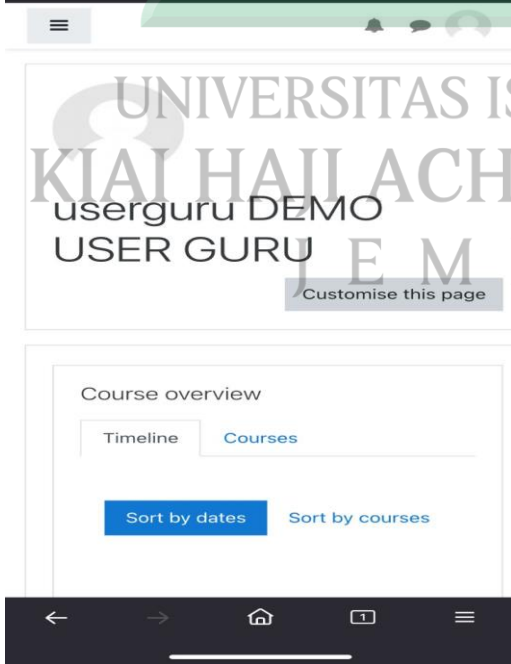 UNIVERSITAS IS
KIAI HAJI ACH
J E M
userguru DEMO
USER GURU
Customise this page
Course overview
Timeline Courses
Sort by dates Sort by courses
1